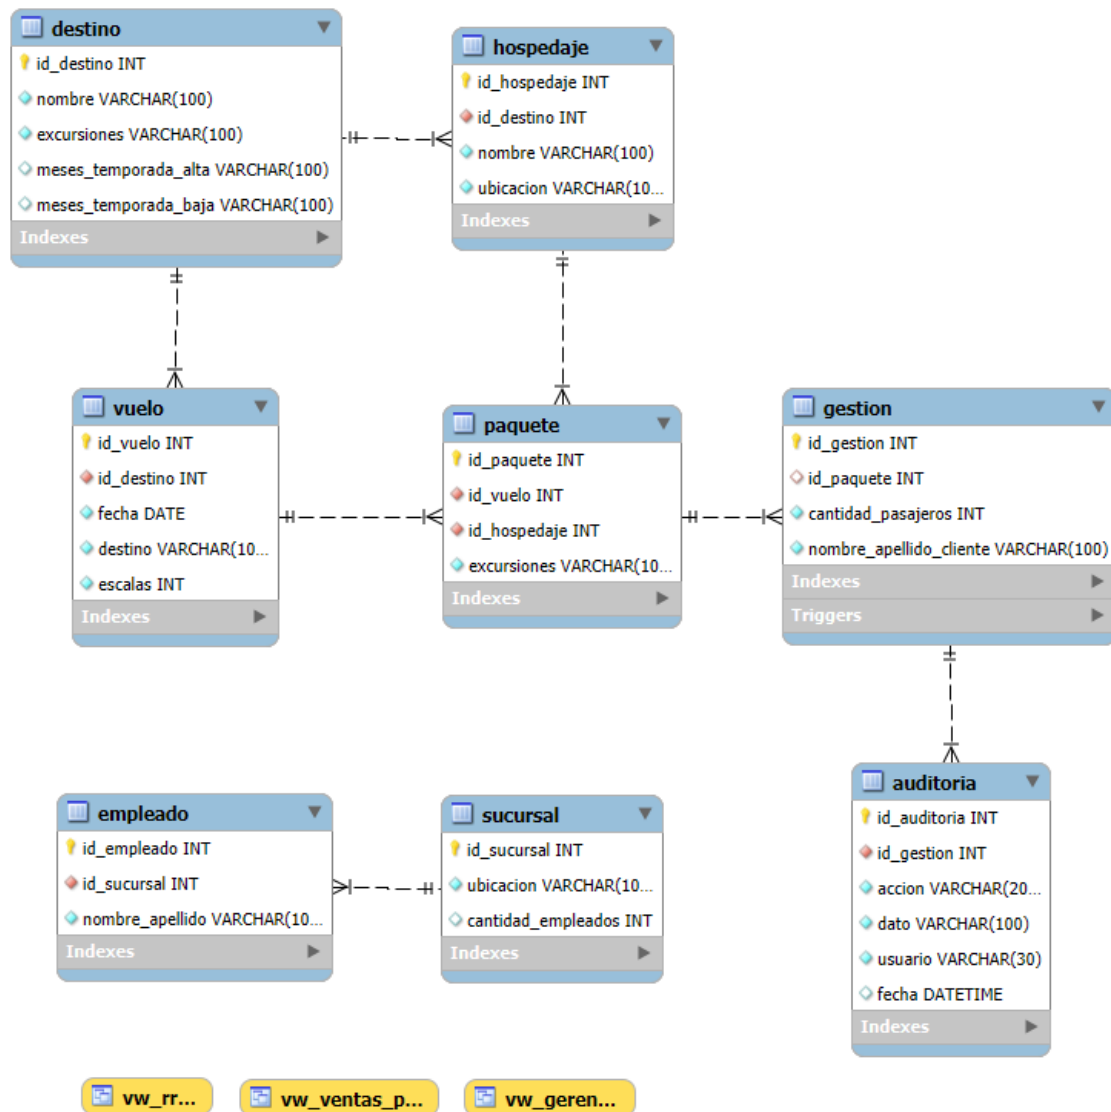 destino
id_destino INT
nombre VARCHAR(100)
excursiones VARCHAR(100)
meses_temporada_alta VARCHAR(100)
meses_temporada_baja VARCHAR(100)
Indexes
hospedaje
id_hospedaje INT
id_destino INT
nombre VARCHAR(100)
ubicacion VARCHAR(10...
Indexes
vuelo
id_vuelo INT
id_destino INT
fecha DATE
destino VARCHAR(10...
escalas INT
Indexes
paquete
id_paquete INT
id_vuelo INT
id_hospedaje INT
excursiones VARCHAR(10...
Indexes
gestion
id_gestion INT
id_paquete INT
cantidad_pasajeros INT
nombre_apellido_cliente VARCHAR(100)
Indexes
Triggers
empleado
id_empleado INT
id_sucursal INT
nombre_apellido VARCHAR(10...
Indexes
sucursal
id_sucursal INT
ubicacion VARCHAR(10...
cantidad_empleados INT
Indexes
auditoria
id_auditoria INT
id_gestion INT
accion VARCHAR(20...
dato VARCHAR(100)
usuario VARCHAR(30)
fecha DATETIME
Indexes
vw_rr...
vw_ventas_p...
vw_geren...